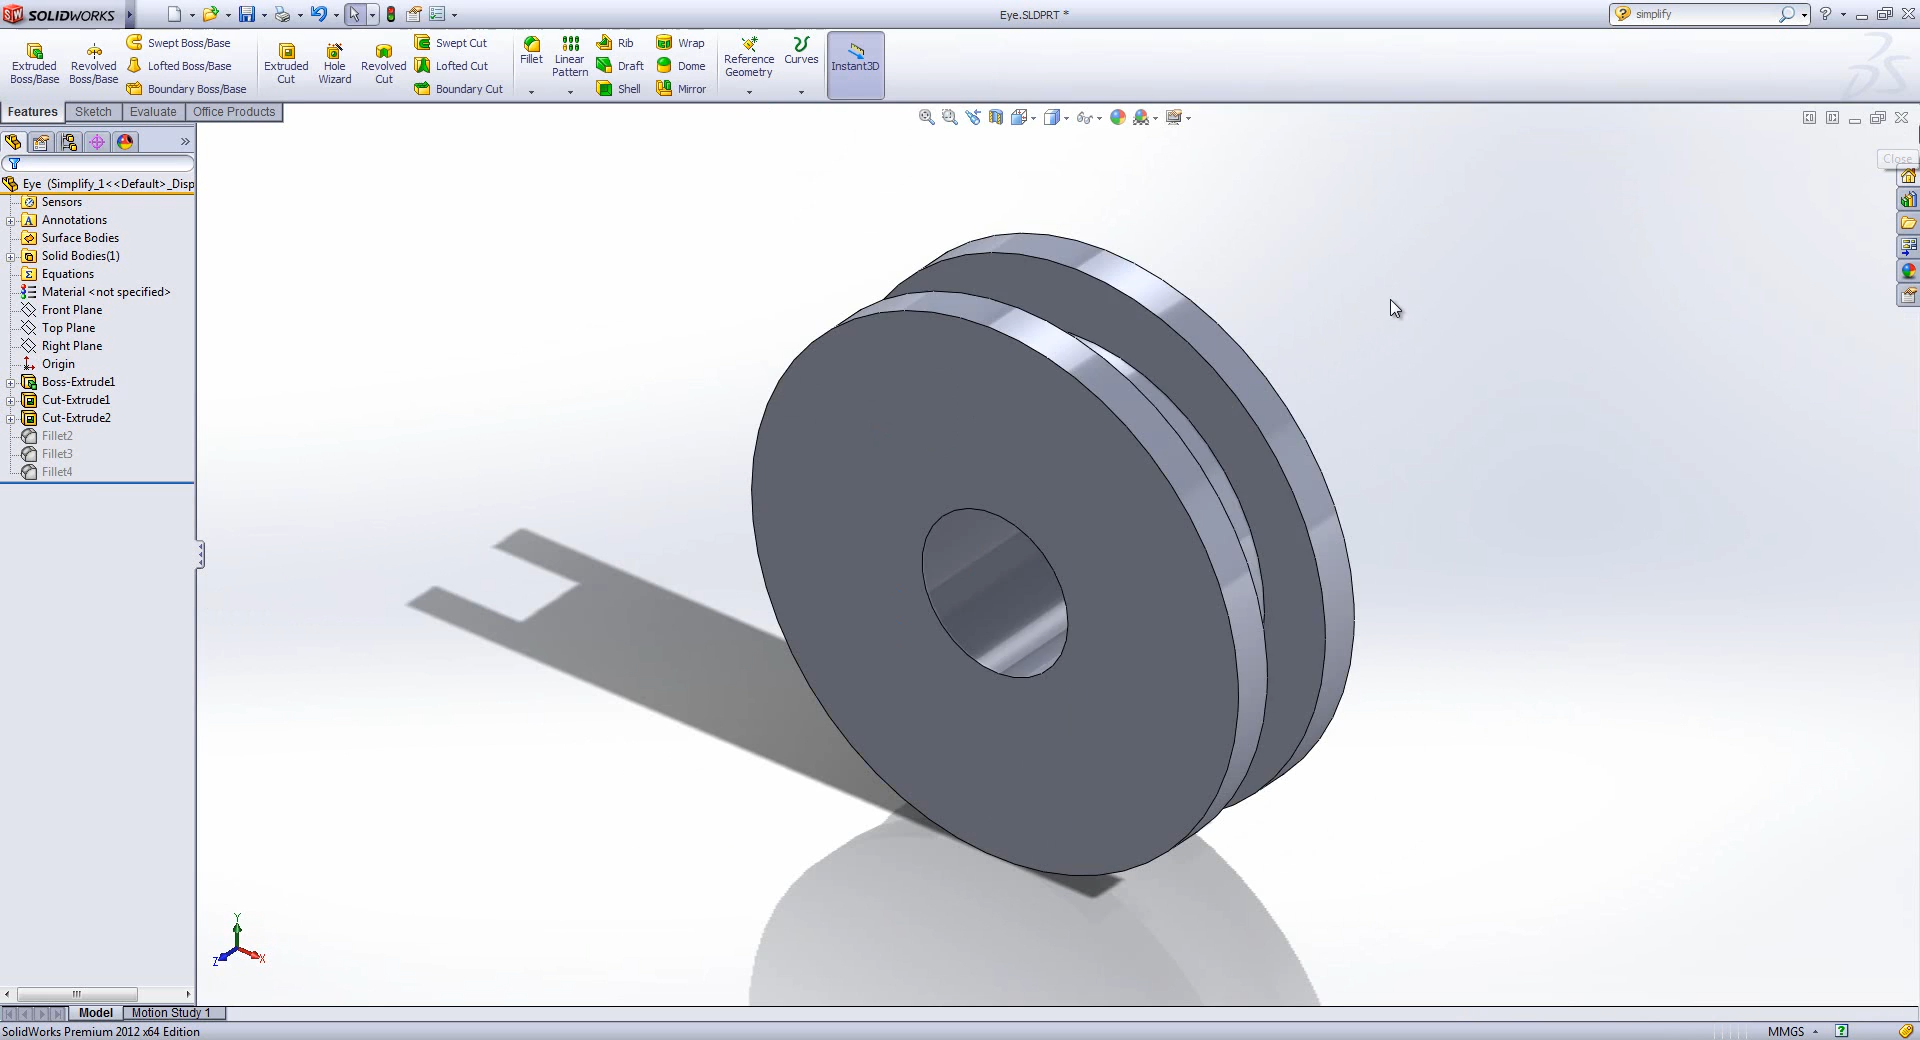 SOLIDWORKS
Eye.SLDPRT *
simplify
Extruded Boss/Base
Revolved Boss/Base
Swept Boss/Base
Lofted Boss/Base
Boundary Boss/Base
Extruded Cut
Hole Wizard
Revolved Cut
Swept Cut
Lofted Cut
Boundary Cut
Fillet
Linear Pattern
Rib
Draft
Shell
Wrap
Dome
Mirror
Reference Geometry
Curves
Instant3D
Features
Sketch
Evaluate
Office Products
Close
Eye (Simplify_1<<Default>_Disp
Sensors
Annotations
Surface Bodies
Solid Bodies(1)
Equations
Material <not specified>
Front Plane
Top Plane
Right Plane
Origin
Boss-Extrude1
Cut-Extrude1
Cut-Extrude2
Fillet2
Fillet3
Fillet4
Y
Z
X
Model
Motion Study 1
SolidWorks Premium 2012 x64 Edition
MMGS